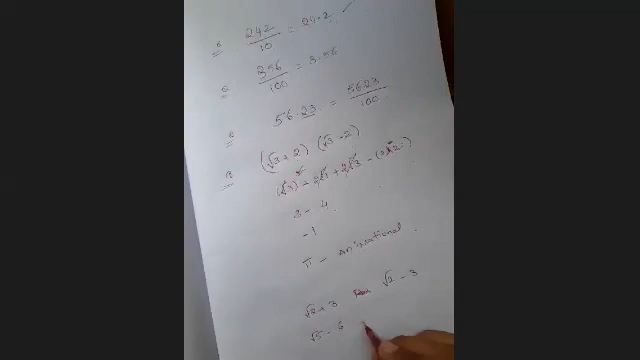 R 242/10 = 24.2 ✓
R 356/100 = 3.56
R 56.23 = 5623/100
R (√3 + 2) (√3 - 2)
(√3)² - 2√3 + 2√3 - (2×2)
3 - 4
-1
π -
√2 + 3 √2 - 3
√5 - 6